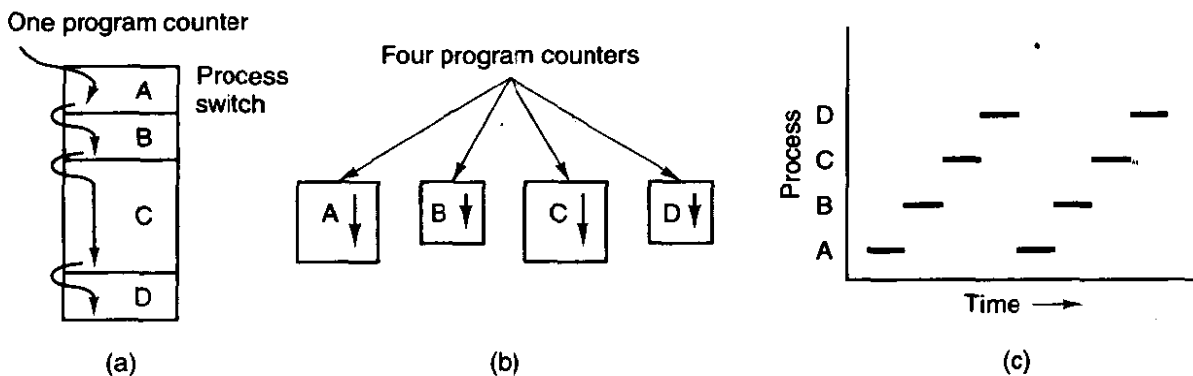 One program counter
Process
switch
A
B
C
D
(a)
Four program counters
A
B
C
D
(b)
Process
D
C
B
A
Time
(c)